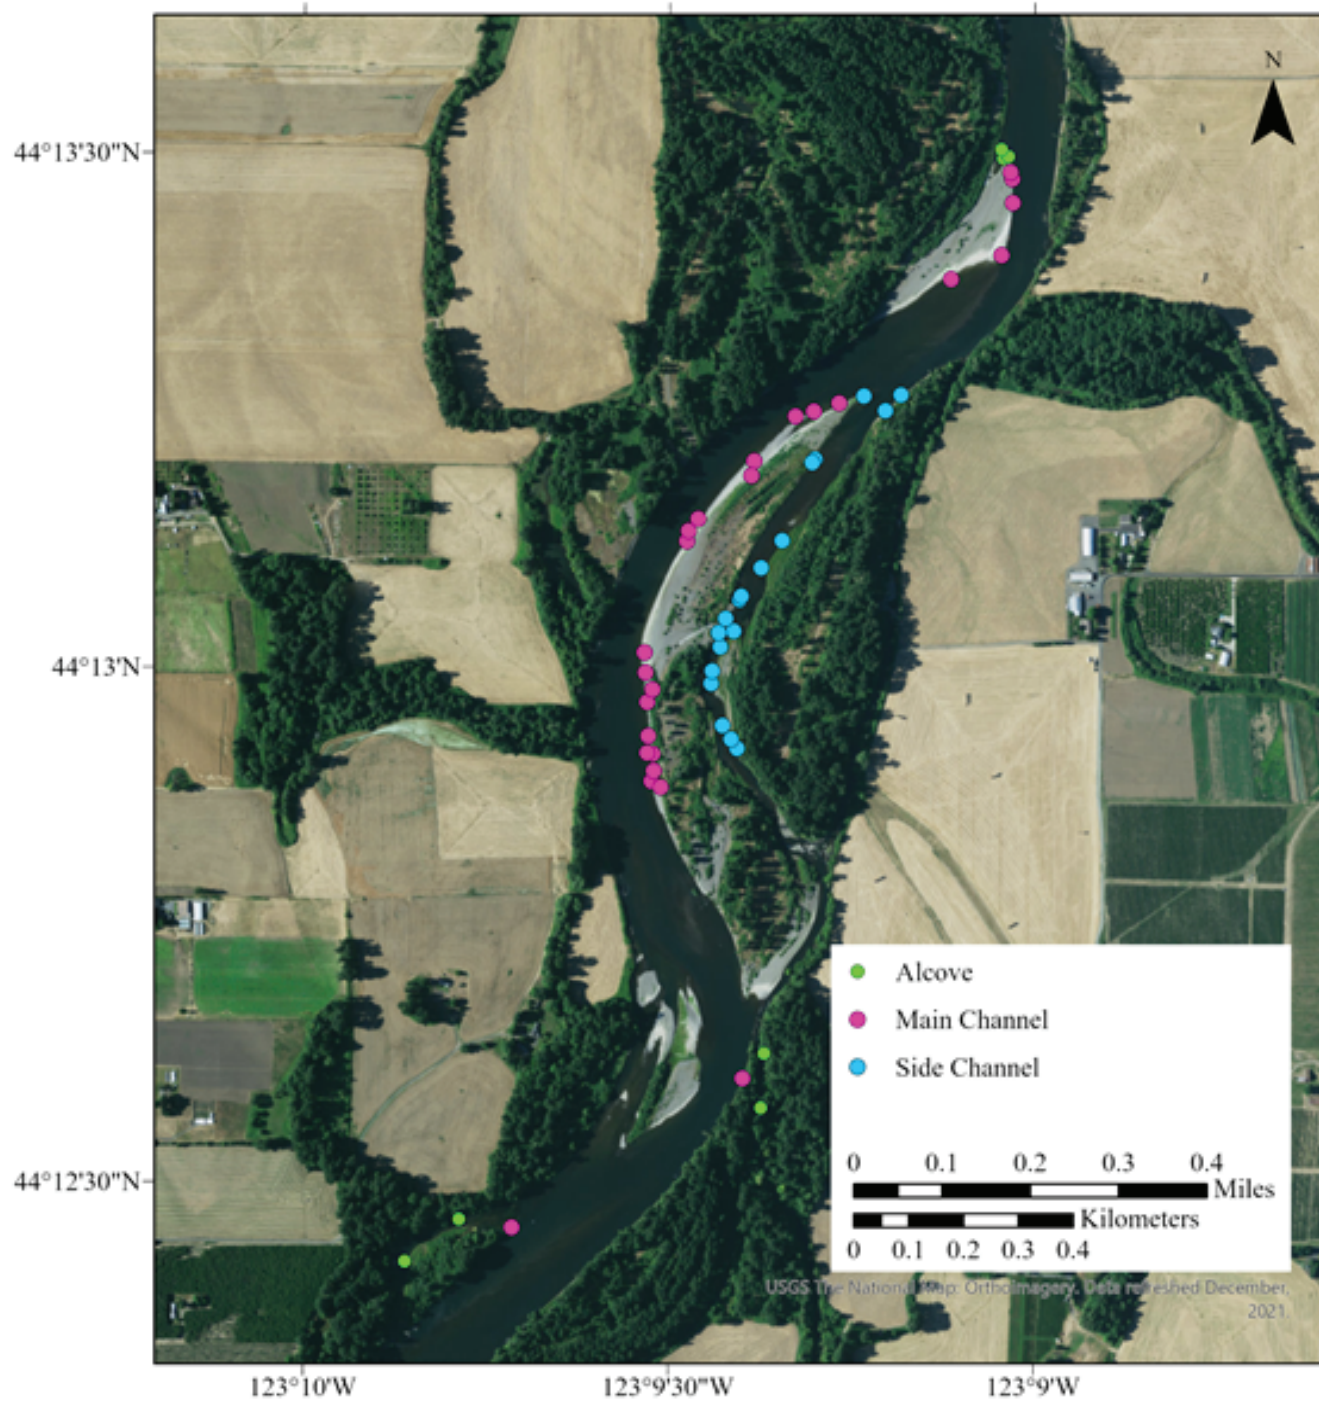 N
44°13'30"N
44°13'N
44°12'30"N
Alcove
Main Channel
Side Channel
0 0.1 0.2 0.3 0.4
Miles
Kilometers
0 0.1 0.2 0.3 0.4
USGS The National Map: Orthoimagery. Data refreshed December,
2021.
123°10'W 123°9'30"W 123°9'W